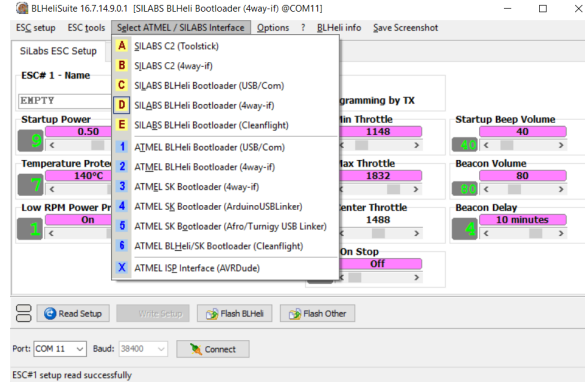 BLHeliSuite 16.7.14.9.0.1 [SILABS BLHeli Bootloader (4way-if) @COM11]
ESC setup ESC tools Select ATMEL / SILABS Interface Options ? BLHeli info Save Screenshot
SiLabs ESC Setup
A SILABS C2 (Toolstick)
B SILABS C2 (4way-if)
C SILABS BLHeli Bootloader (USB/Com)
D SILABS BLHeli Bootloader (4way-if)
E SILABS BLHeli Bootloader (Cleanflight)
1 ATMEL BLHeli Bootloader (USB/Com)
2 ATMEL BLHeli Bootloader (4way-if)
3 ATMEL SK Bootloader (4way-if)
4 ATMEL SK Bootloader (ArduinoUSBLinker)
5 ATMEL SK Bootloader (Afro/Turnigy USB Linker)
6 ATMEL BLHeli/SK Bootloader (Cleanflight)
X ATMEL ISP Interface (AVRDude)
ESC# 1 - Name
EMPTY
gramming by TX
Startup Power
0.50
9
Min Throttle
1148
Startup Beep Volume
40
40
Temperature Prote
140°C
7
Max Throttle
1832
Beacon Volume
80
80
Low RPM Power Pr
On
1
Center Throttle
1488
Beacon Delay
10 minutes
4
On Stop
Off
Read Setup Write Setup Flash BLHeli Flash Other
Port: COM 11 Baud: 38400 Connect
ESC#1 setup read successfully